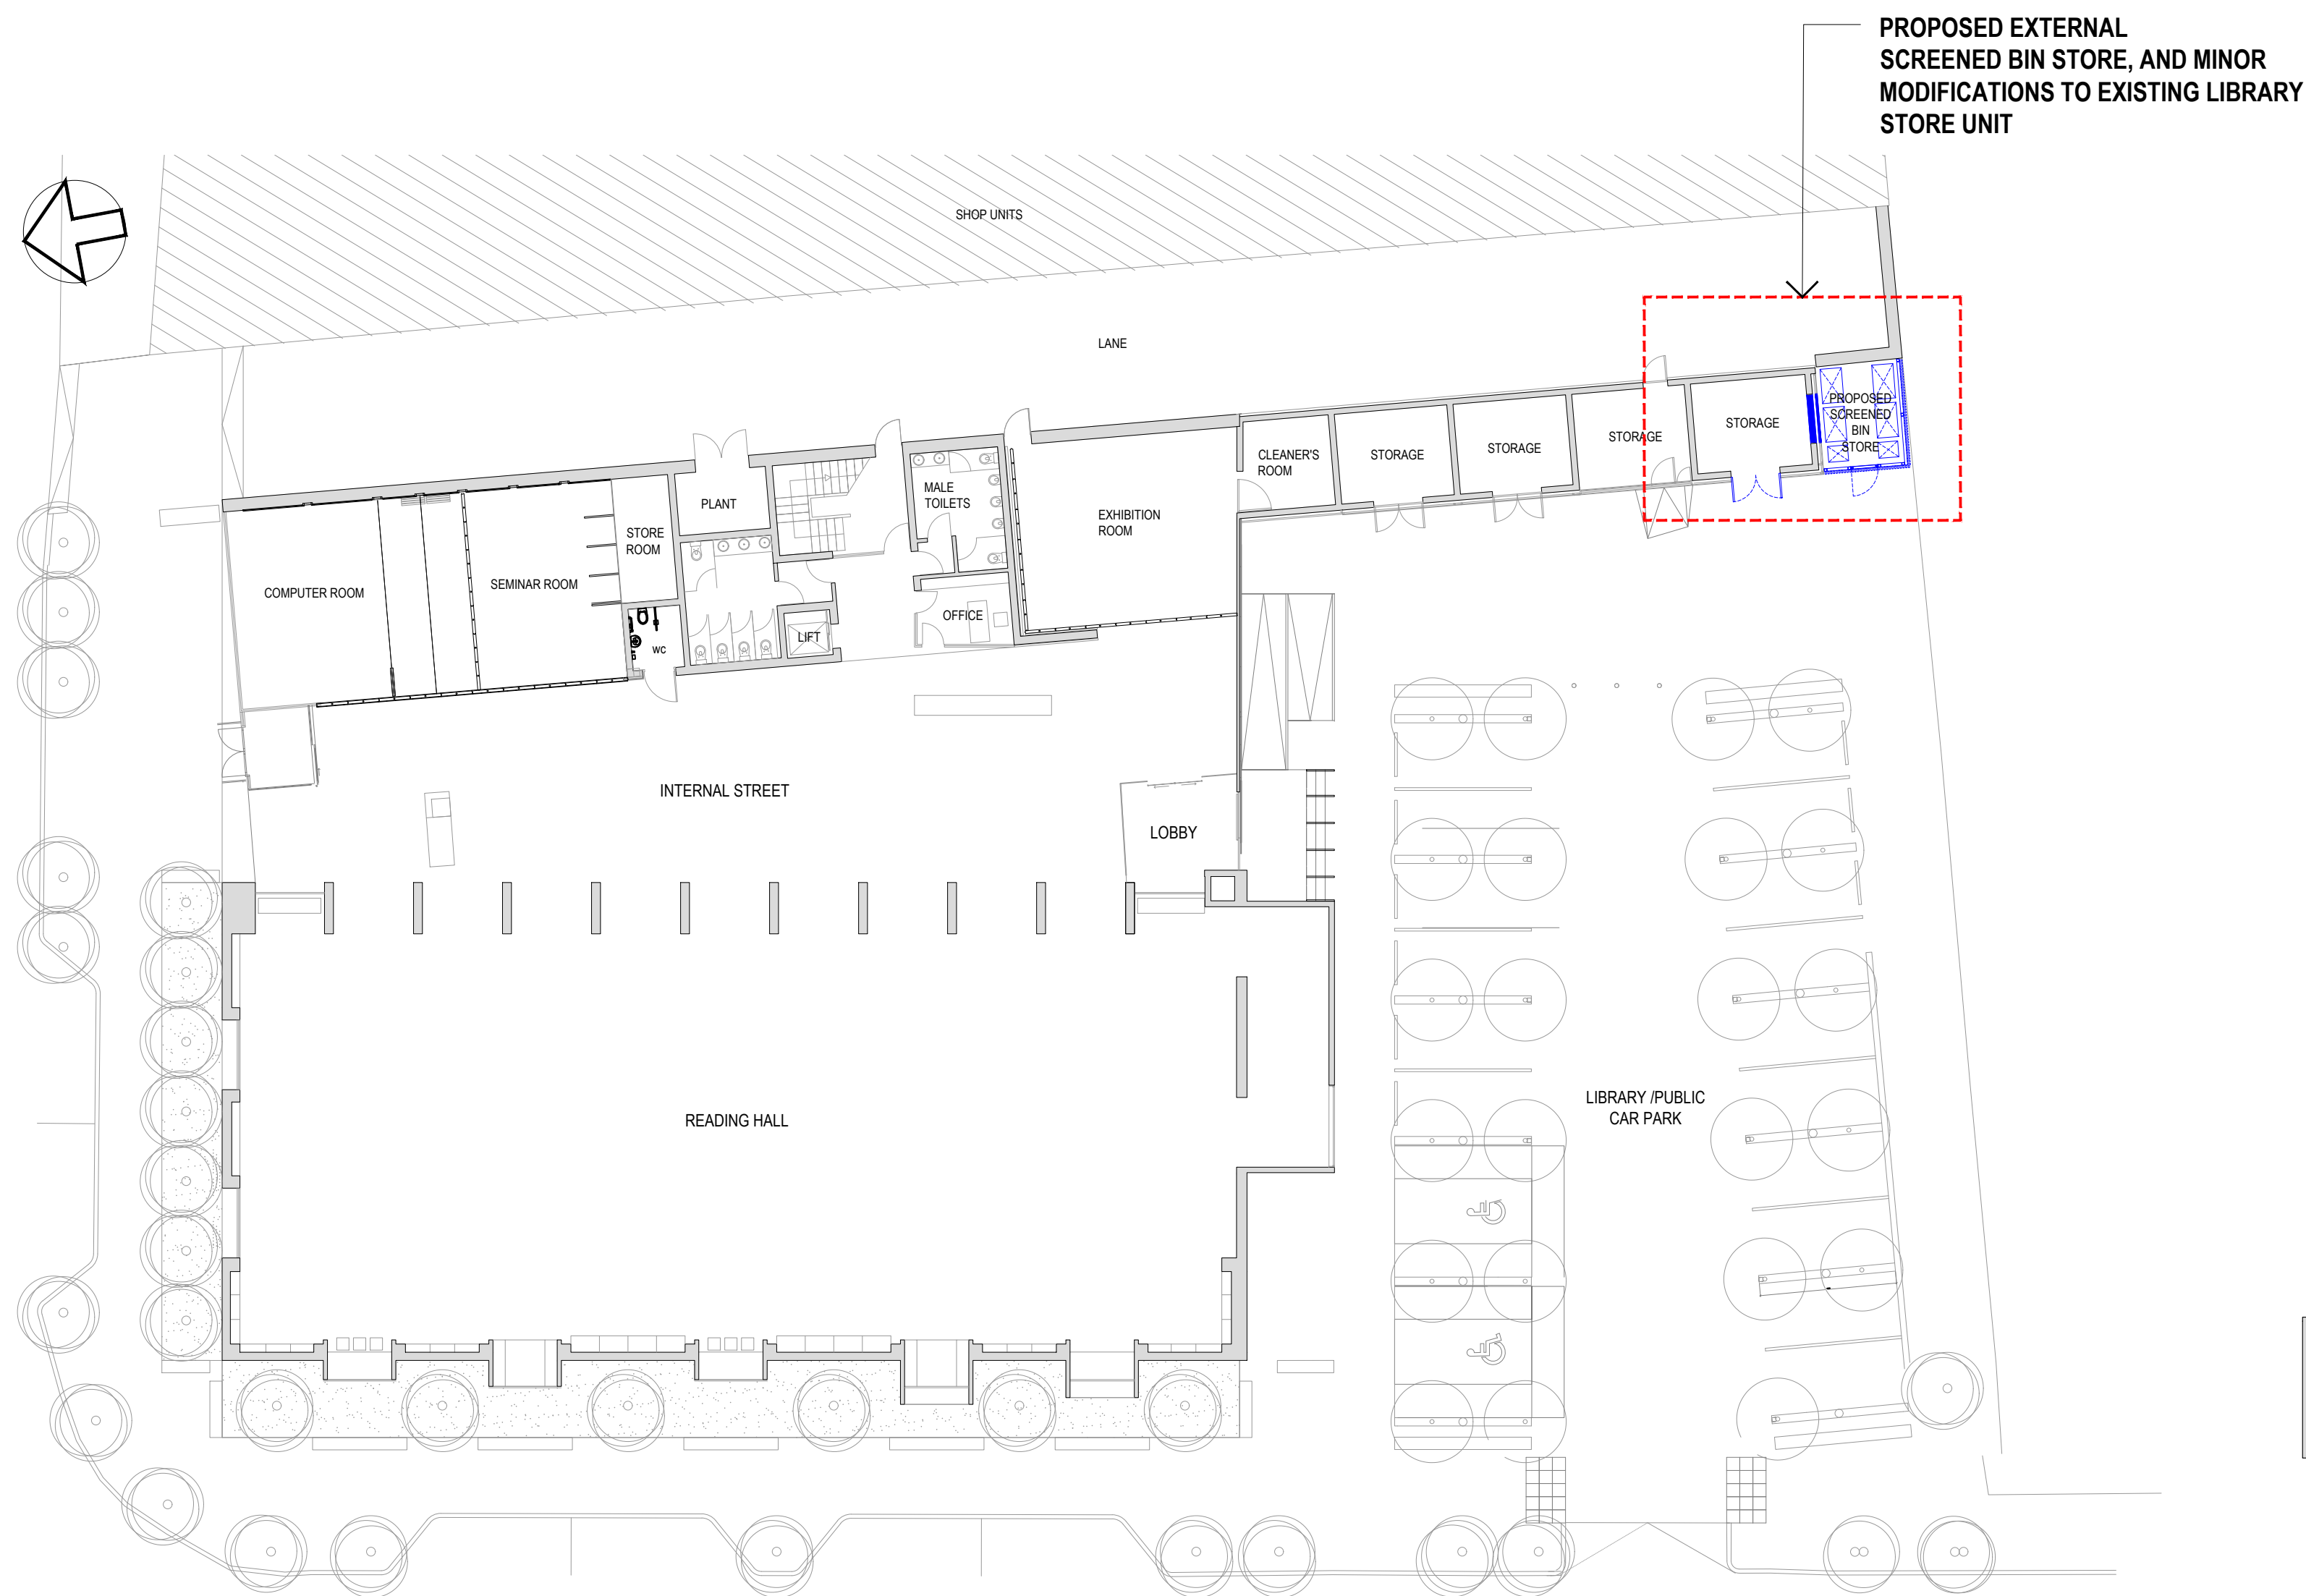 PROPOSED EXTERNAL
SCREENED BIN STORE, AND MINOR
MODIFICATIONS TO EXISTING LIBRARY
STORE UNIT
SHOP UNITS
LANE
PROPOSED
SCREENED
BIN
STORE
STORAGE
STORAGE
STORAGE
STORAGE
CLEANER'S
ROOM
MALE
TOILETS
PLANT
EXHIBITION
ROOM
STORE
ROOM
SEMINAR ROOM
COMPUTER ROOM
OFFICE
LIFT
WC
INTERNAL STREET
LOBBY
READING HALL
LIBRARY /PUBLIC
CAR PARK